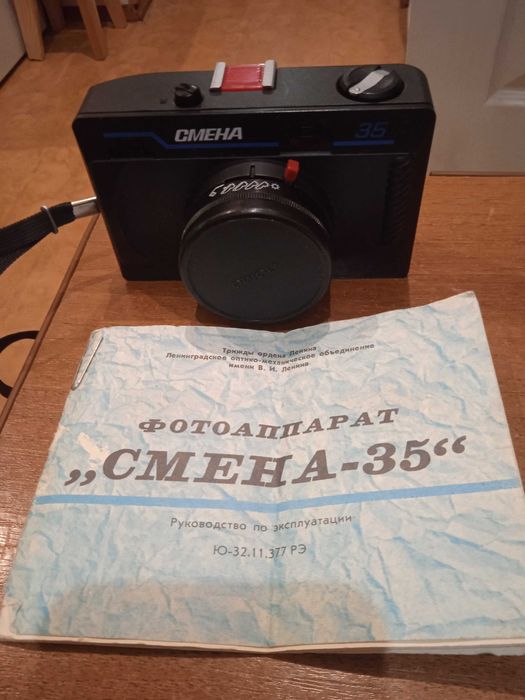 СМЕНА
35
Трижды ордена Ленина
Ленинградское оптико-механическое объединение
имени В. И. Ленина
ФОТОАППАРАТ
„СМЕНА-35“
Руководство по эксплуатации
Ю-32.11.377 РЭ